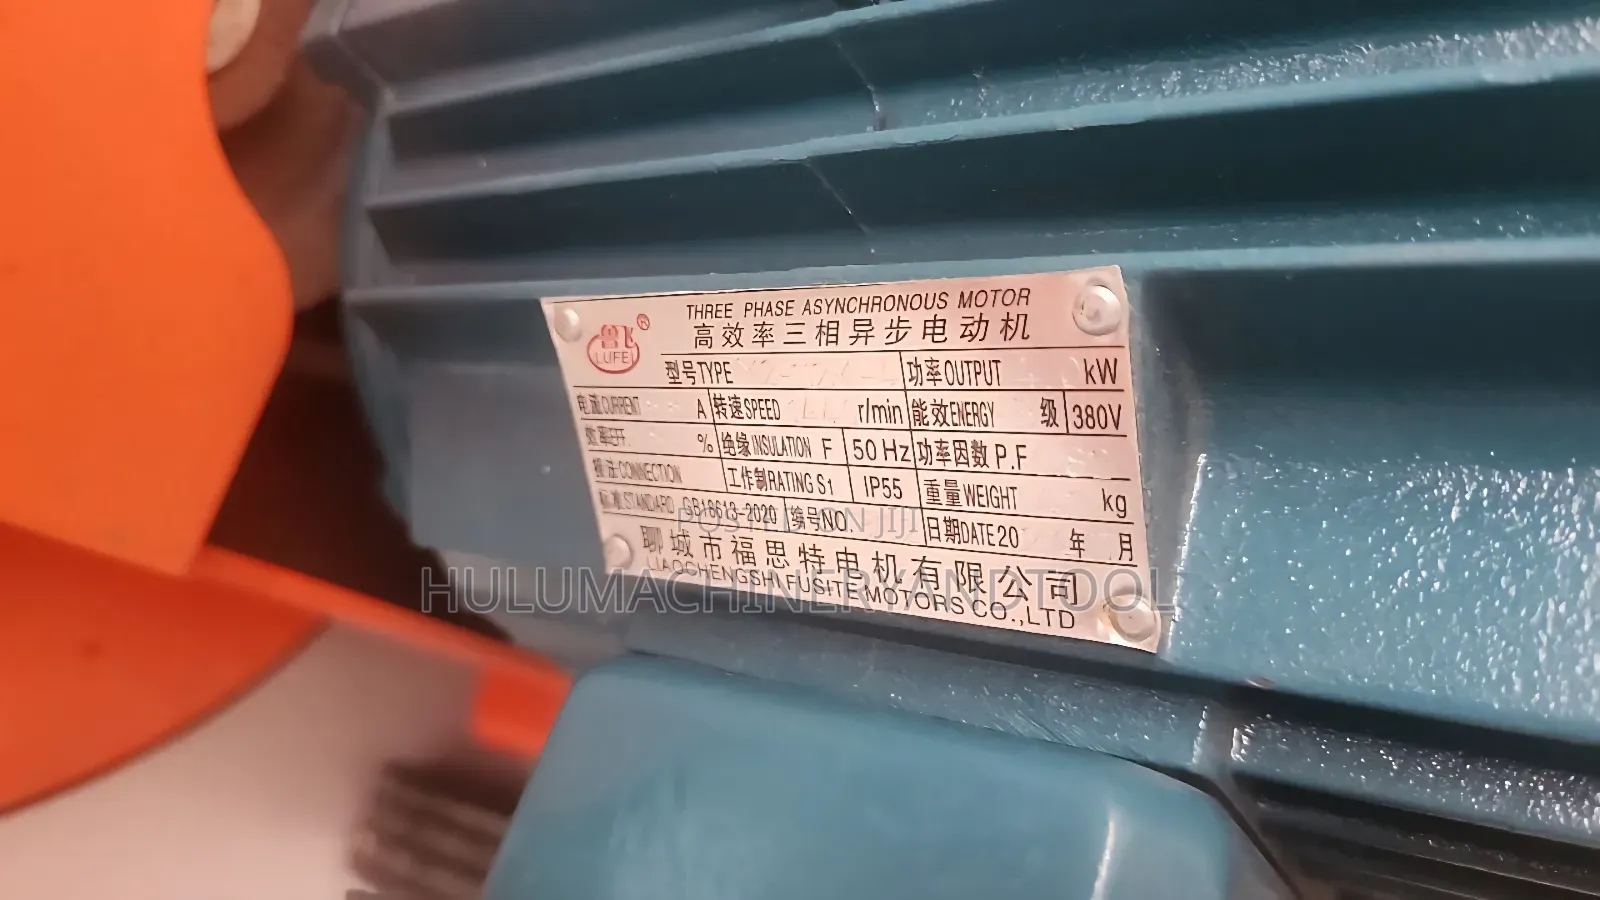 THREE PHASE ASYNCHRONOUS MOTOR
高效率三相异步电动机
鲁飞 ®
LUFEI
型号TYPE 功率OUTPUT kW
电流CURRENT A 转速SPEED r/min 能效ENERGY 级 380V
效率EFF. % 绝缘INSULATION F 50 Hz 功率因数 P.F
接法CONNECTION 工作制RATING S1 IP55 重量WEIGHT kg
标准STANDARD GB18613-2020 编号NO 日期DATE20 年 月
聊城市福思特电机有限公司
LIAOCHENGSHI FUSITE MOTORS CO.,LTD
POSTED ON JIJI
HULUMACHINERYANDTOOL